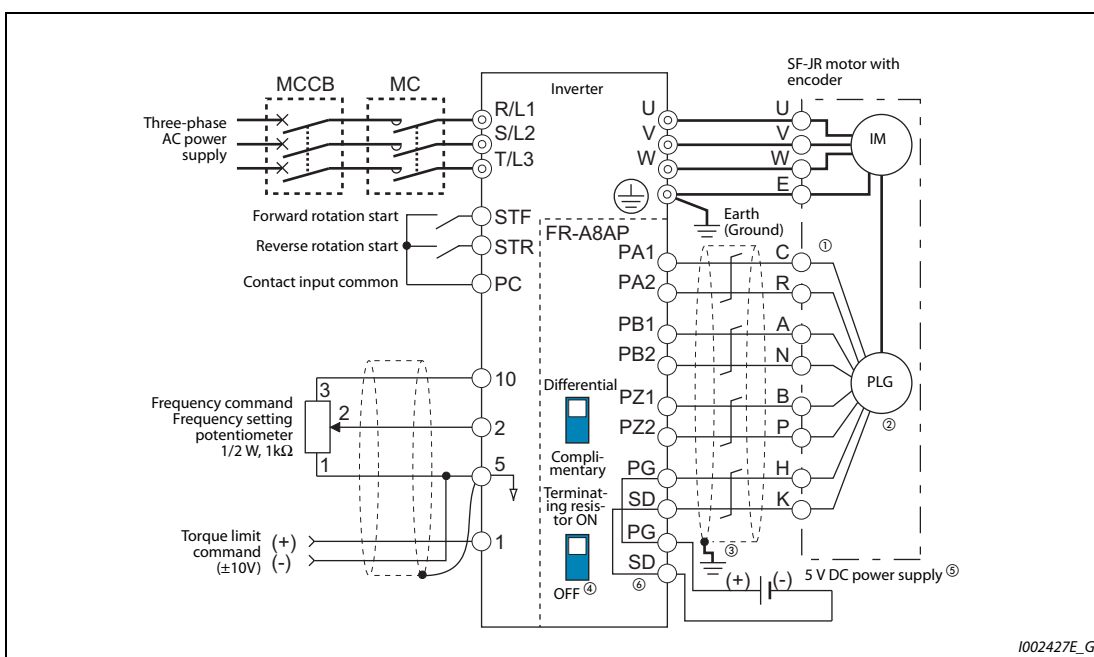 SF-JR motor with
encoder
MCCB
MC
Inverter
Three-phase
AC power
supply
R/L1
S/L2
T/L3
U
V
W
U
V
W
E
IM
Earth
(Ground)
Forward rotation start
STF
Reverse rotation start
STR
Contact input common
PC
FR-A8AP
PA1
C
①
PA2
R
PB1
A
PB2
N
PZ1
B
PZ2
P
PG
H
SD
K
PG
SD
PLG
②
Differential
Compli-
mentary
Terminat-
ing resis-
tor ON
OFF ④
③
⑥
Frequency command
Frequency setting
potentiometer
1/2 W, 1kΩ
3
2
1
10
2
5
1
Torque limit
command
(±10V)
(+)
(-)
(+)
(-)
5 V DC power supply ⑤
I002427E_G